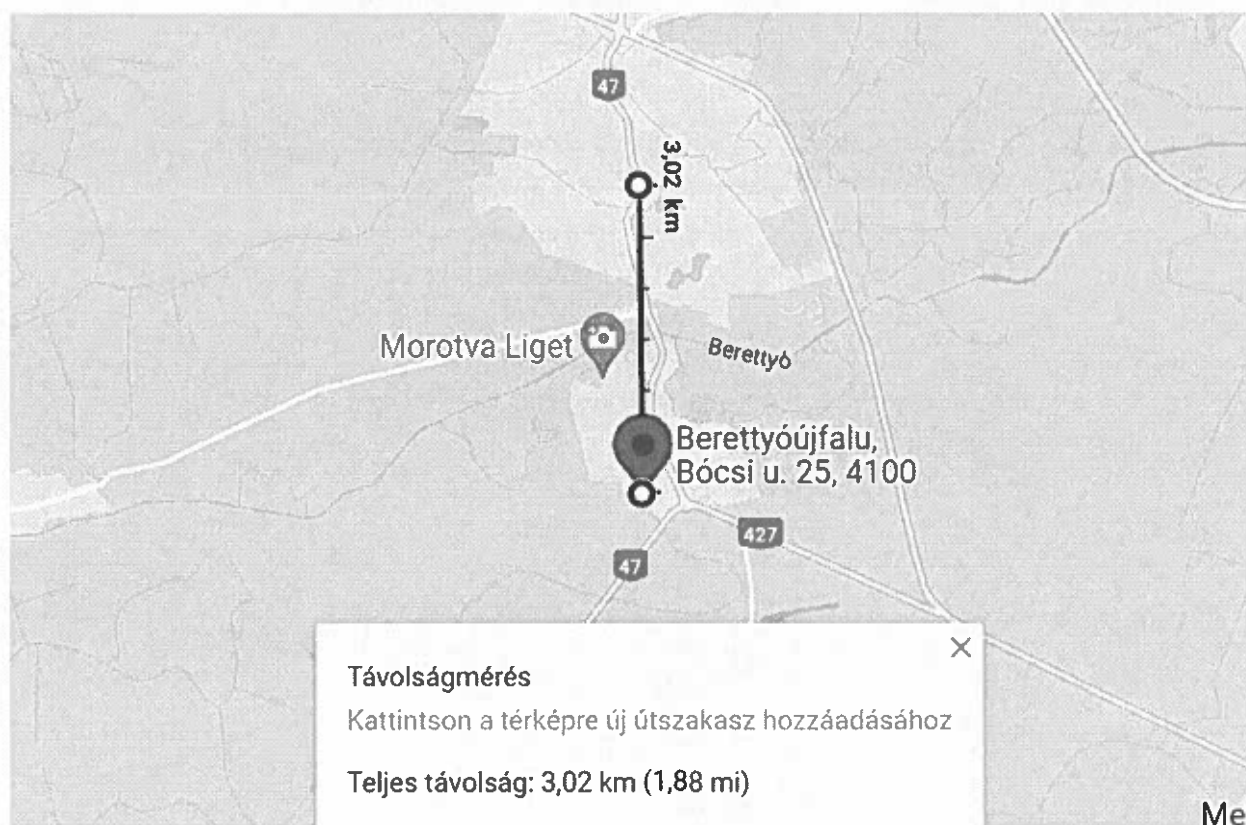 47
3,02 km
Morotva Liget
Berettyó
Berettyóújfalu,
Bócsi u. 25, 4100
427
47
Távolságmérés
Kattintson a térképre új útszakasz hozzáadásához
Teljes távolság: 3,02 km (1,88 mi)
Me